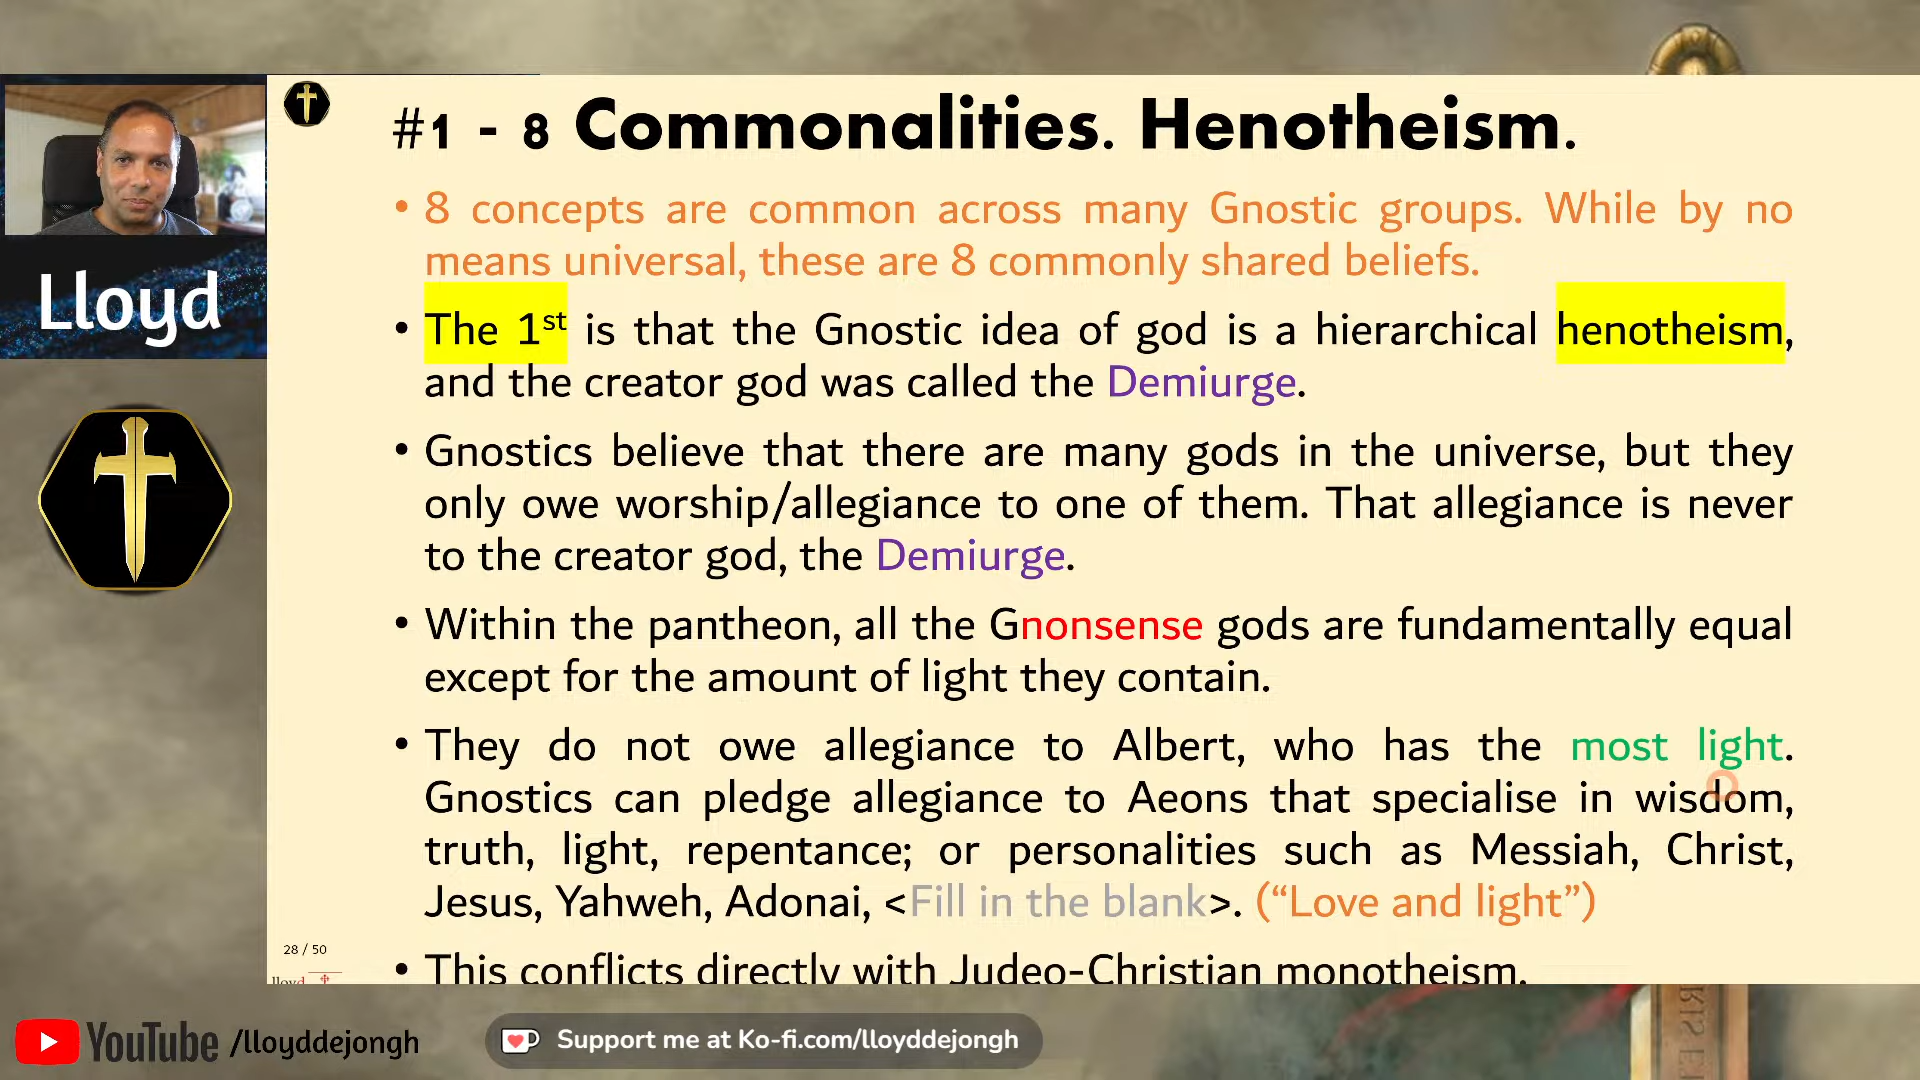 #1 - 8 Commonalities. Henotheism.
• 8 concepts are common across many Gnostic groups. While by no
means universal, these are 8 commonly shared beliefs.
• The 1st is that the Gnostic idea of god is a hierarchical henotheism,
and the creator god was called the Demiurge.
• Gnostics believe that there are many gods in the universe, but they
only owe worship/allegiance to one of them. That allegiance is never
to the creator god, the Demiurge.
• Within the pantheon, all the Gnonsense gods are fundamentally equal
except for the amount of light they contain.
• They do not owe allegiance to Albert, who has the most light.
Gnostics can pledge allegiance to Aeons that specialise in wisdom,
truth, light, repentance; or personalities such as Messiah, Christ,
Jesus, Yahweh, Adonai, <Fill in the blank>. (“Love and light”)
• This conflicts directly with Judeo-Christian monotheism.
28 / 50
lloyd
Lloyd
YouTube /lloyddejongh
Support me at Ko-fi.com/lloyddejongh